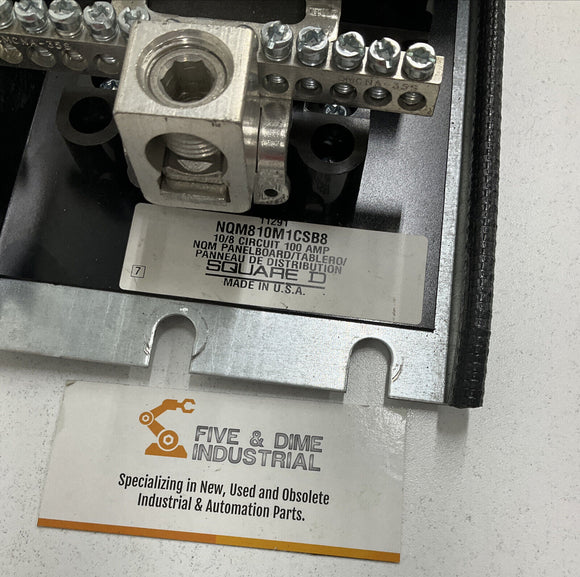 11291
NQM810M1CSB8
10/8 CIRCUIT 100 AMP
NQM PANELBOARD/TABLERO/
PANNEAU DE DISTRIBUTION
SQUARE D
MADE IN U.S.A.
7
FIVE & DIME
INDUSTRIAL
Specializing in New, Used and Obsolete
Industrial & Automation Parts.